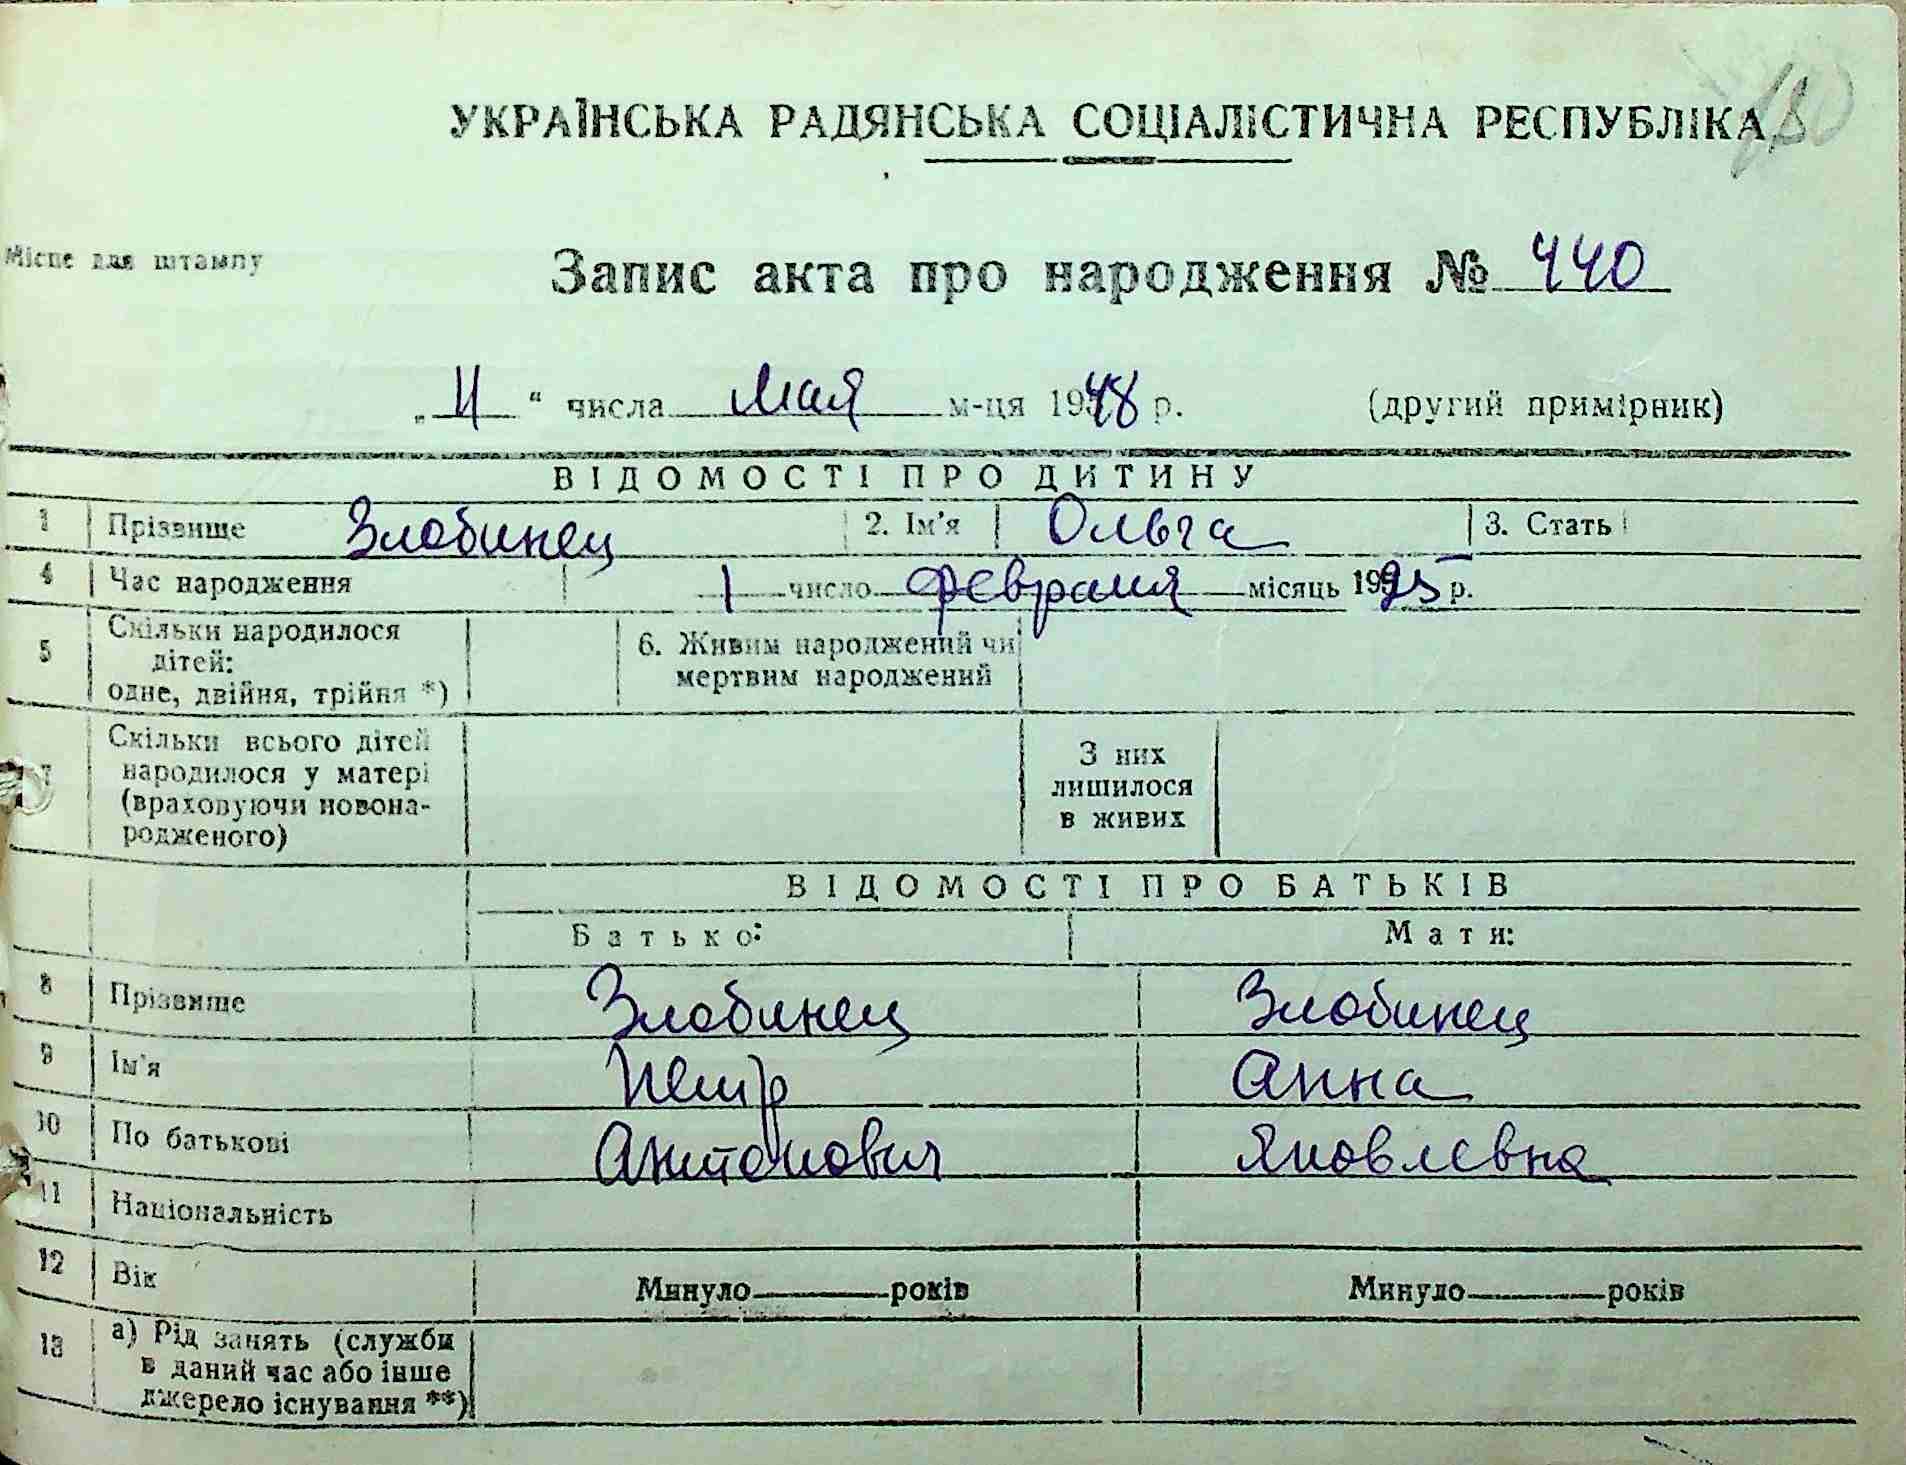 УКРАЇНСЬКА РАДЯНСЬКА СОЦІАЛІСТИЧНА РЕСПУБЛІКА
Місце для штампу
Запис акта про народження № 440
„ 11 “ числа мая м-ця 1948 р. (другий примірник)
ВІДОМОСТІ ПРО ДИТИНУ
1 Прізвище Злобинец 2. Ім'я Ольга 3. Стать
4 Час народження 1 число февраля місяць 1925 р.
5 Скільки народилося дітей: одне, двійня, трійня *) 6. Живим народжений чи мертвим народжений
7 Скільки всього дітей народилося у матері (враховуючи новонародженого) З них лишилося в живих
ВІДОМОСТІ ПРО БАТЬКІВ
Батько: Мати:
8 Прізвище Злобинец Злобинец
9 Ім'я Петр Анна
10 По батькові Антонович Яковлевна
11 Національність
12 Вік Минуло років Минуло років
13 а) Рід занять (служби в даний час або інше джерело існування **)